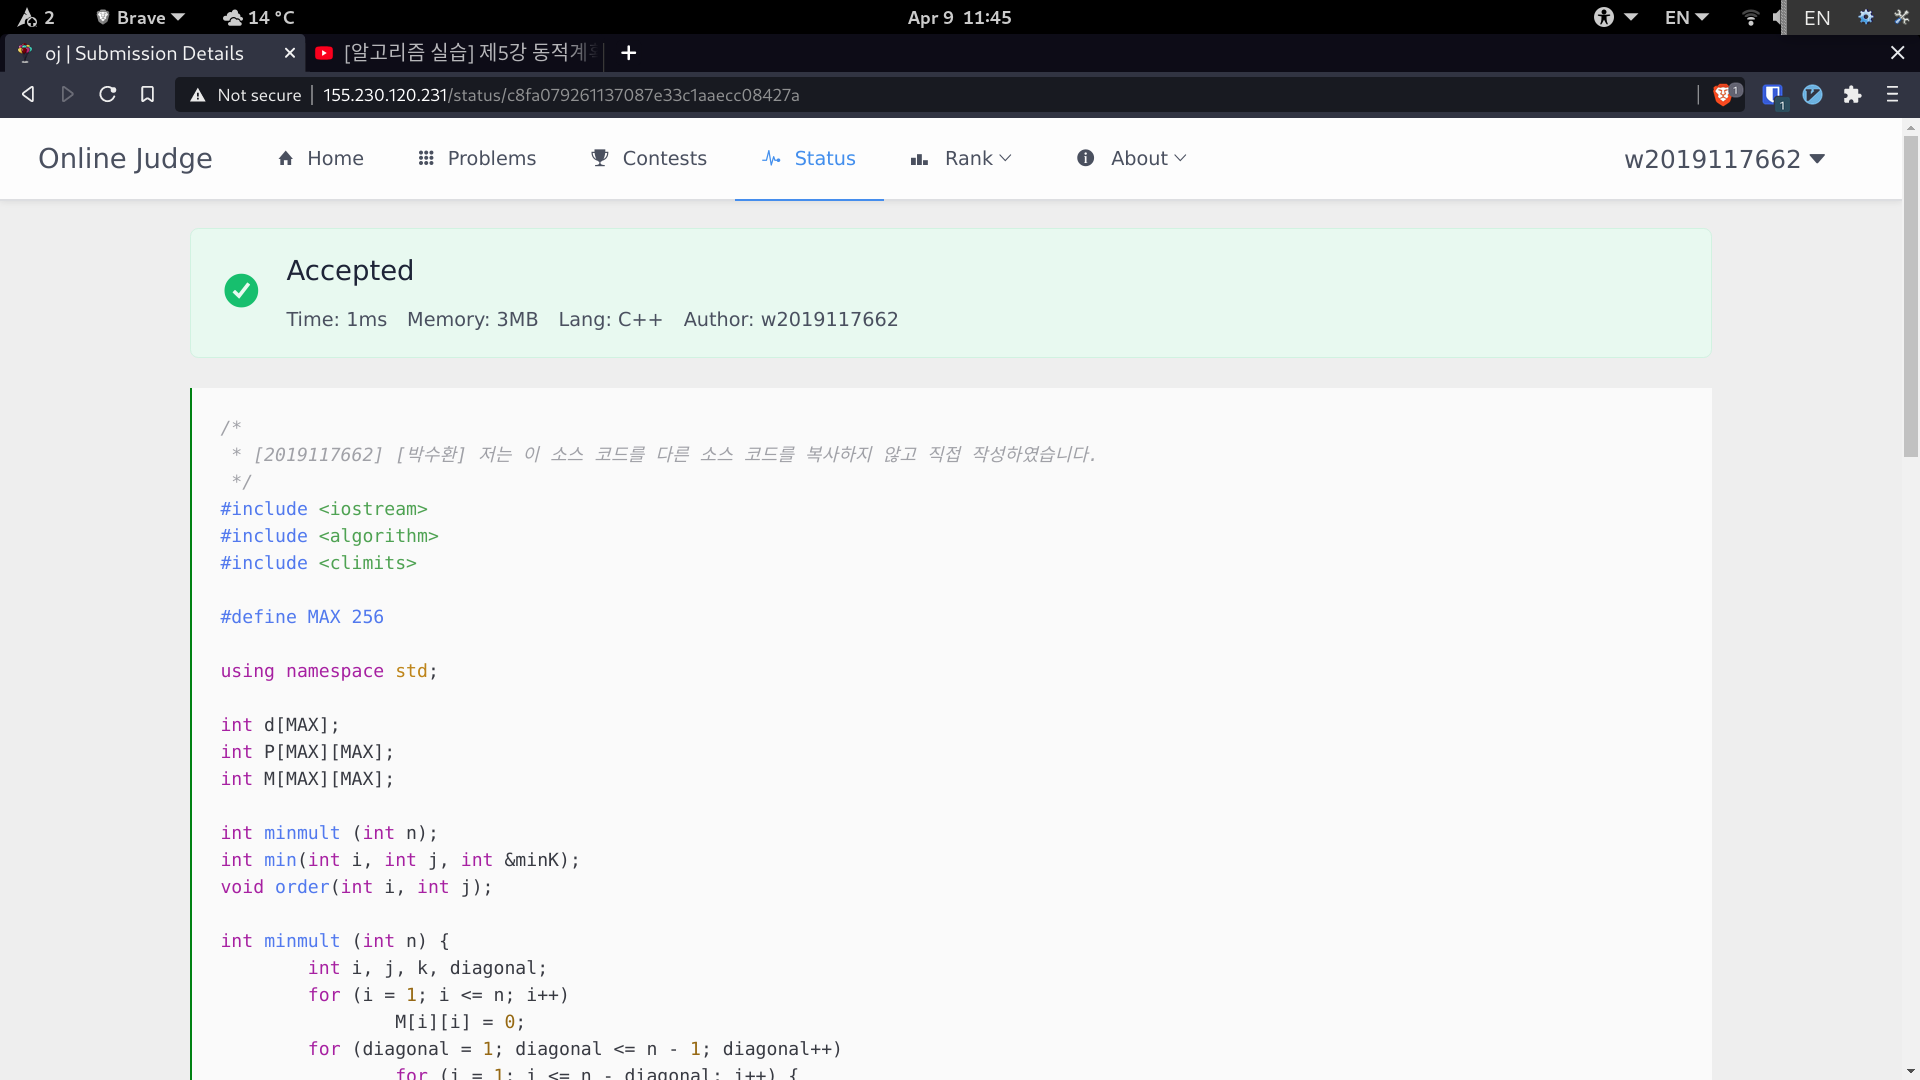 2 Brave 14 °C Apr 9 11:45 EN EN
oj | Submission Details [알고리즘 실습] 제5강 동적계획
Not secure 155.230.120.231/status/c8fa079261137087e33c1aaecc08427a 1 1
Online Judge Home Problems Contests Status Rank About w2019117662
Accepted
Time: 1ms Memory: 3MB Lang: C++ Author: w2019117662
/*
* [2019117662] [박수환] 저는 이 소스 코드를 다른 소스 코드를 복사하지 않고 직접 작성하였습니다.
*/
#include <iostream>
#include <algorithm>
#include <climits>
#define MAX 256
using namespace std;
int d[MAX];
int P[MAX][MAX];
int M[MAX][MAX];
int minmult (int n);
int min(int i, int j, int &minK);
void order(int i, int j);
int minmult (int n) {
int i, j, k, diagonal;
for (i = 1; i <= n; i++)
M[i][i] = 0;
for (diagonal = 1; diagonal <= n - 1; diagonal++)
for (i = 1; i <= n - diagonal; i++) {